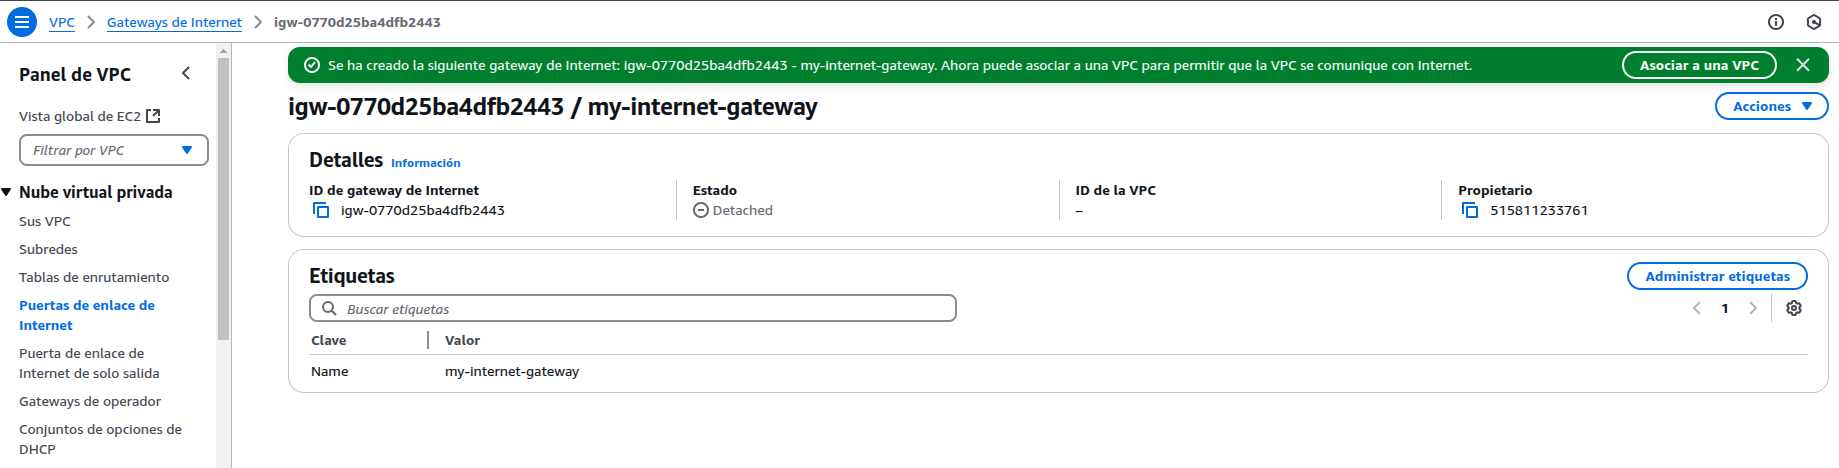 VPC > Gateways de Internet > igw-0770d25ba4dfb2443
Panel de VPC
Vista global de EC2
Filtrar por VPC
Nube virtual privada
Sus VPC
Subredes
Tablas de enrutamiento
Puertas de enlace de
Internet
Puerta de enlace de
Internet de solo salida
Gateways de operador
Conjuntos de opciones de
DHCP
Se ha creado la siguiente gateway de Internet: igw-0770d25ba4dfb2443 - my-internet-gateway. Ahora puede asociar a una VPC para permitir que la VPC se comunique con Internet.
Asociar a una VPC
igw-0770d25ba4dfb2443 / my-internet-gateway
Acciones
Detalles Información
ID de gateway de Internet
igw-0770d25ba4dfb2443
Estado
Detached
ID de la VPC
–
Propietario
515811233761
Etiquetas
Administrar etiquetas
Buscar etiquetas
1
Clave Valor
Name my-internet-gateway